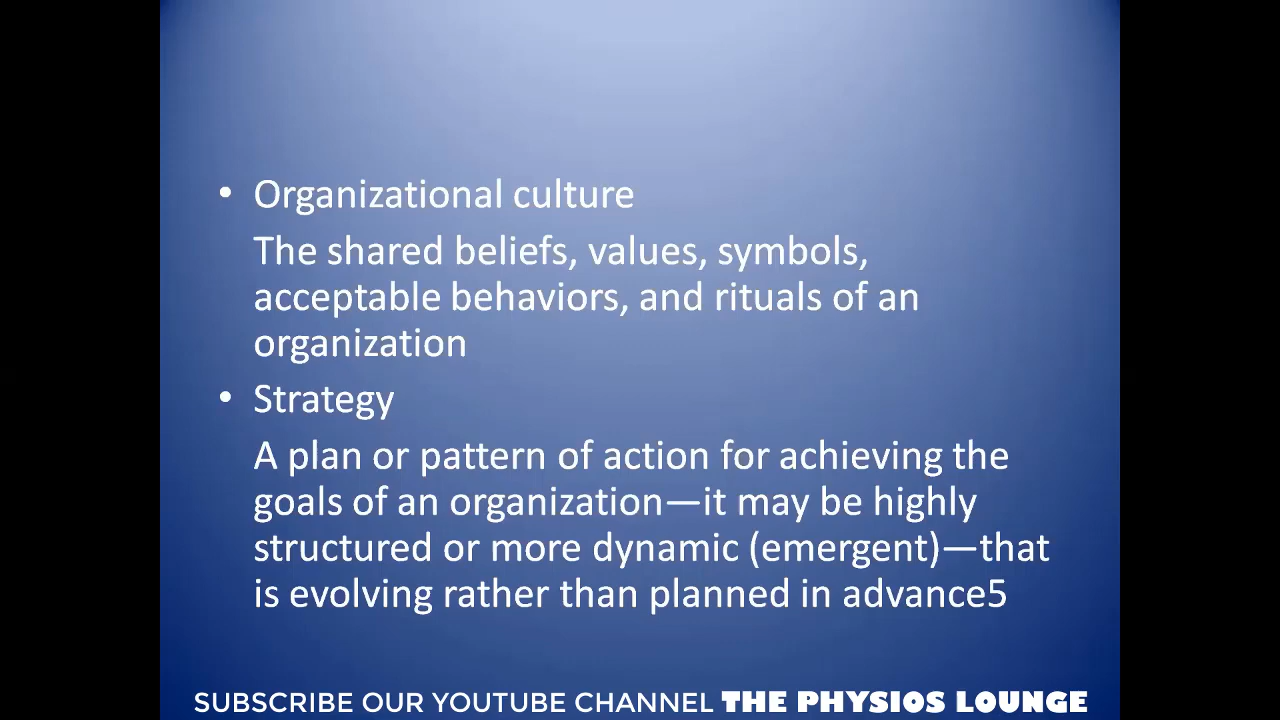 • Organizational culture
The shared beliefs, values, symbols,
acceptable behaviors, and rituals of an
organization
• Strategy
A plan or pattern of action for achieving the
goals of an organization—it may be highly
structured or more dynamic (emergent)—that
is evolving rather than planned in advance5
SUBSCRIBE OUR YOUTUBE CHANNEL THE PHYSIOS LOUNGE